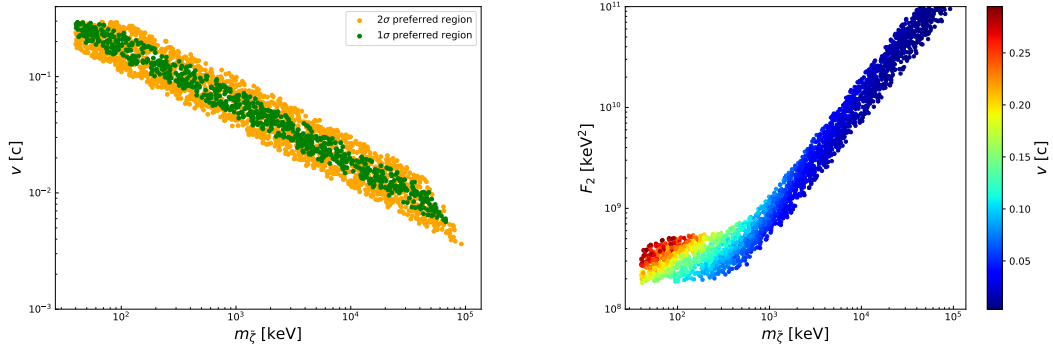 2σ preferred region
1σ preferred region
10⁻¹
10⁻²
10⁻³
v [c]
10² 10³ 10⁴ 10⁵
m_ζ̃ [keV]
10¹¹
10¹⁰
10⁹
10⁸
F₂ [keV²]
10² 10³ 10⁴ 10⁵
m_ζ̃ [keV]
0.25
0.20
0.15
0.10
0.05
v [c]